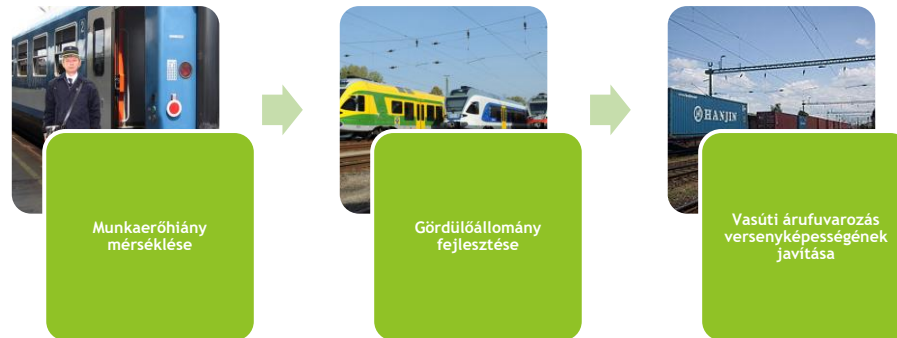 HANJIN
Munkaerőhiány
mérséklése
Gördülőállomány
fejlesztése
Vasúti árufuvarozás
versenyképességének
javítása